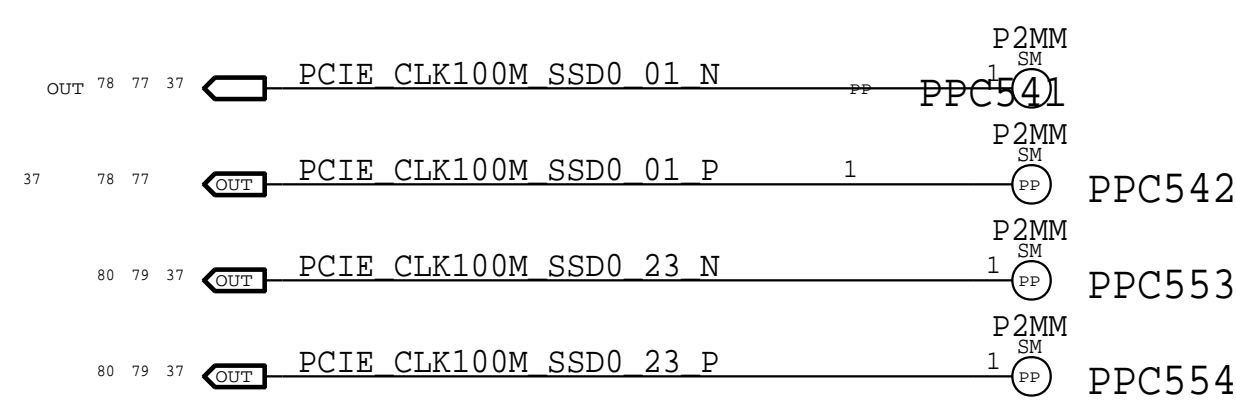 P2MM
SM
OUT 78 77 37 PCIE_CLK100M_SSD0_01_N PP PPC541 1
P2MM
SM
37 78 77 OUT PCIE_CLK100M_SSD0_01_P 1 PP PPC542
P2MM
SM
80 79 37 OUT PCIE_CLK100M_SSD0_23_N 1 PP PPC553
P2MM
SM
80 79 37 OUT PCIE_CLK100M_SSD0_23_P 1 PP PPC554